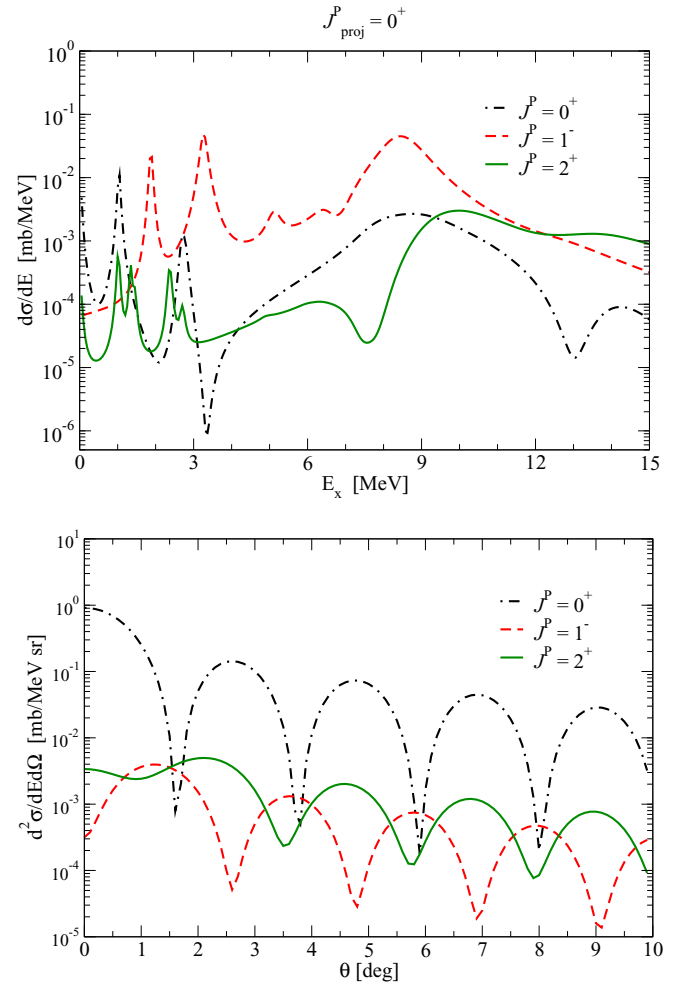 J^P_proj = 0^+
10^0
10^-1
10^-2
10^-3
10^-4
10^-5
10^-6
dσ/dE [mb/MeV]
J^P = 0^+
J^P = 1^-
J^P = 2^+
0 3 6 9 12 15
E_x [MeV]
10^1
10^0
10^-1
10^-2
10^-3
10^-4
10^-5
d^2σ/dEdΩ [mb/MeV sr]
J^P = 0^+
J^P = 1^-
J^P = 2^+
0 1 2 3 4 5 6 7 8 9 10
θ [deg]